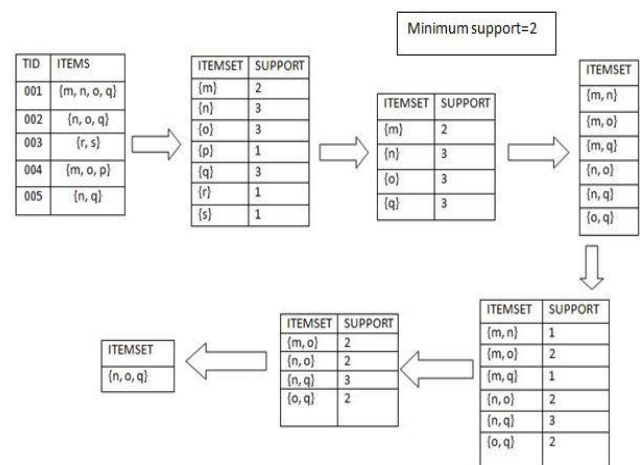 Minimum support=2
TID ITEMS
001 {m, n, o, q}
002 {n, o, q}
003 {r, s}
004 {m, o, p}
005 {n, q}
ITEMSET SUPPORT
{m} 2
{n} 3
{o} 3
{p} 1
{q} 3
{r} 1
{s} 1
ITEMSET SUPPORT
{m} 2
{n} 3
{o} 3
{q} 3
ITEMSET
{m, n}
{m, o}
{m, q}
{n, o}
{n, q}
{o, q}
ITEMSET SUPPORT
{m, n} 1
{m, o} 2
{m, q} 1
{n, o} 2
{n, q} 3
{o, q} 2
ITEMSET SUPPORT
{m, o} 2
{n, o} 2
{n, q} 3
{o, q} 2
ITEMSET
{n, o, q}